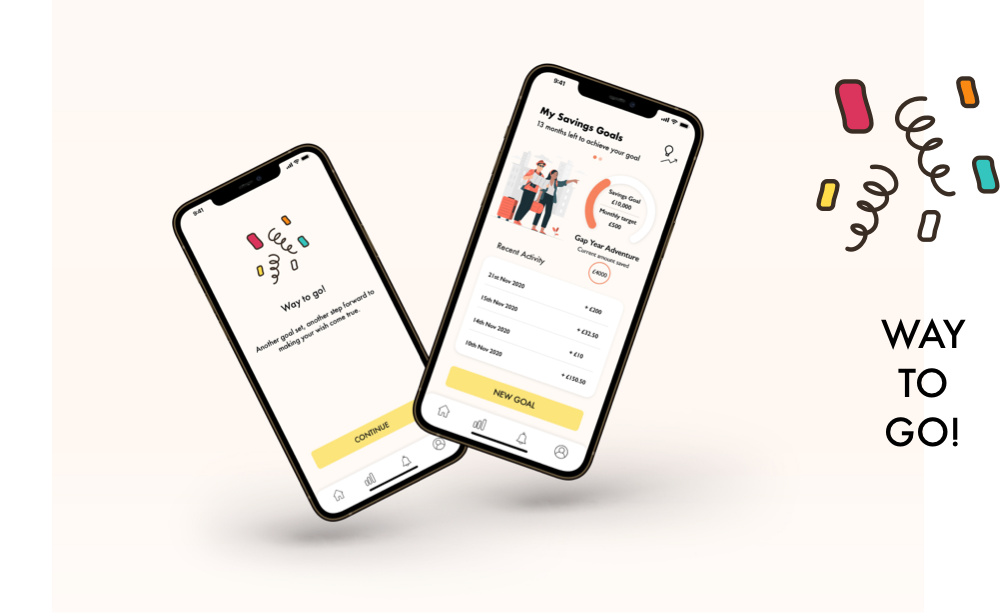 9:41
Way to go!
Another goal set, another step forward to
making your wish come true.
CONTINUE
9:41
My Savings Goals
13 months left to achieve your goal
Savings Goal
£10,000
Monthly target
£500
Gap Year Adventure
Current amount saved
£4000
Recent Activity
21st Nov 2020 + £200
15th Nov 2020 + £32.50
14th Nov 2020 + £10
10th Nov 2020 + £150.50
NEW GOAL
WAY
TO
GO!